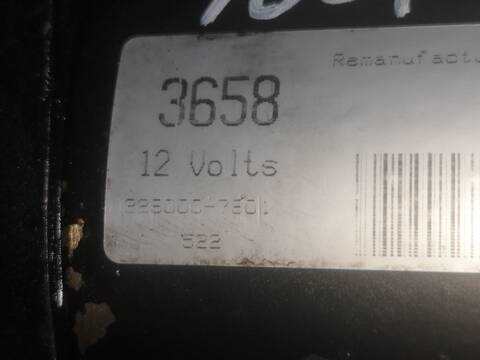 Remanufactu
3658
12 Volts
522